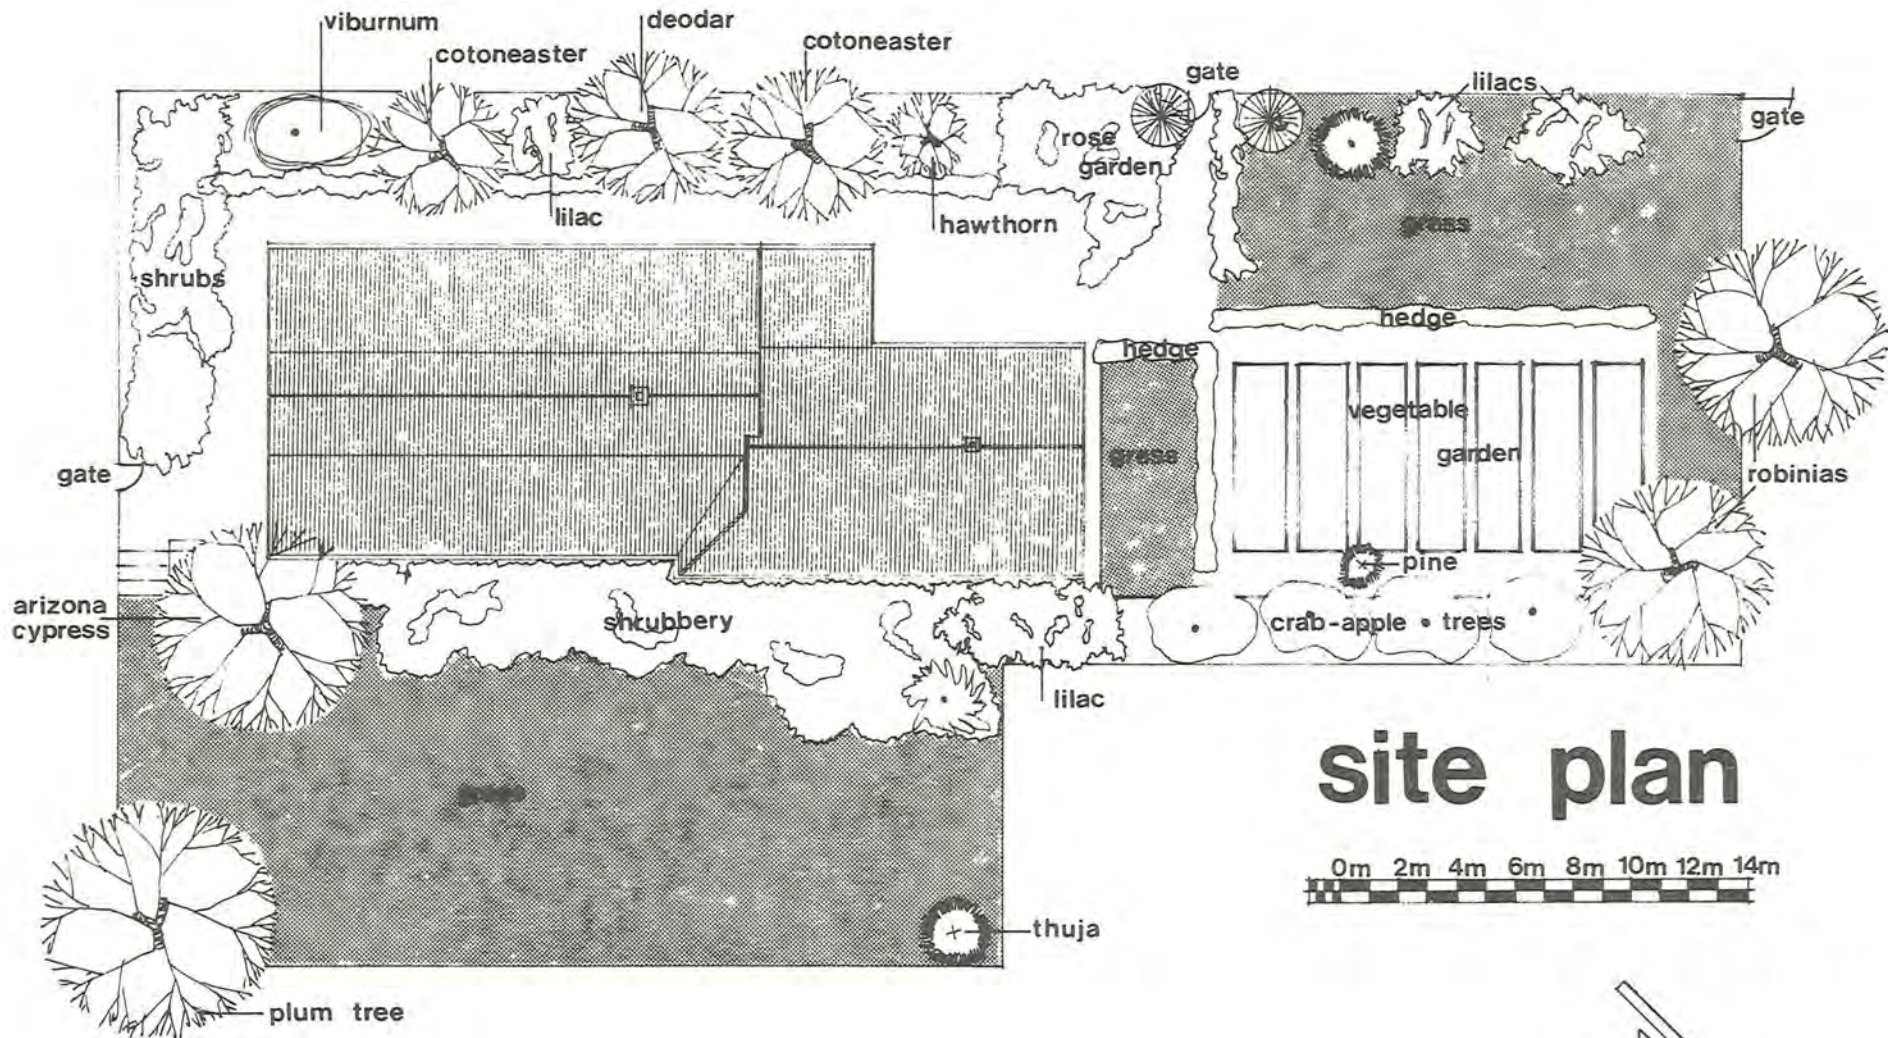 viburnum
deodar
cotoneaster
cotoneaster
gate
lilacs
gate
rose
garden
lilac
hawthorn
grass
shrubs
hedge
hedge
vegetable
garden
grass
gate
robinias
pine
arizona
cypress
shrubbery
crab-apple trees
lilac
site plan
grass
0m 2m 4m 6m 8m 10m 12m 14m
thuja
plum tree